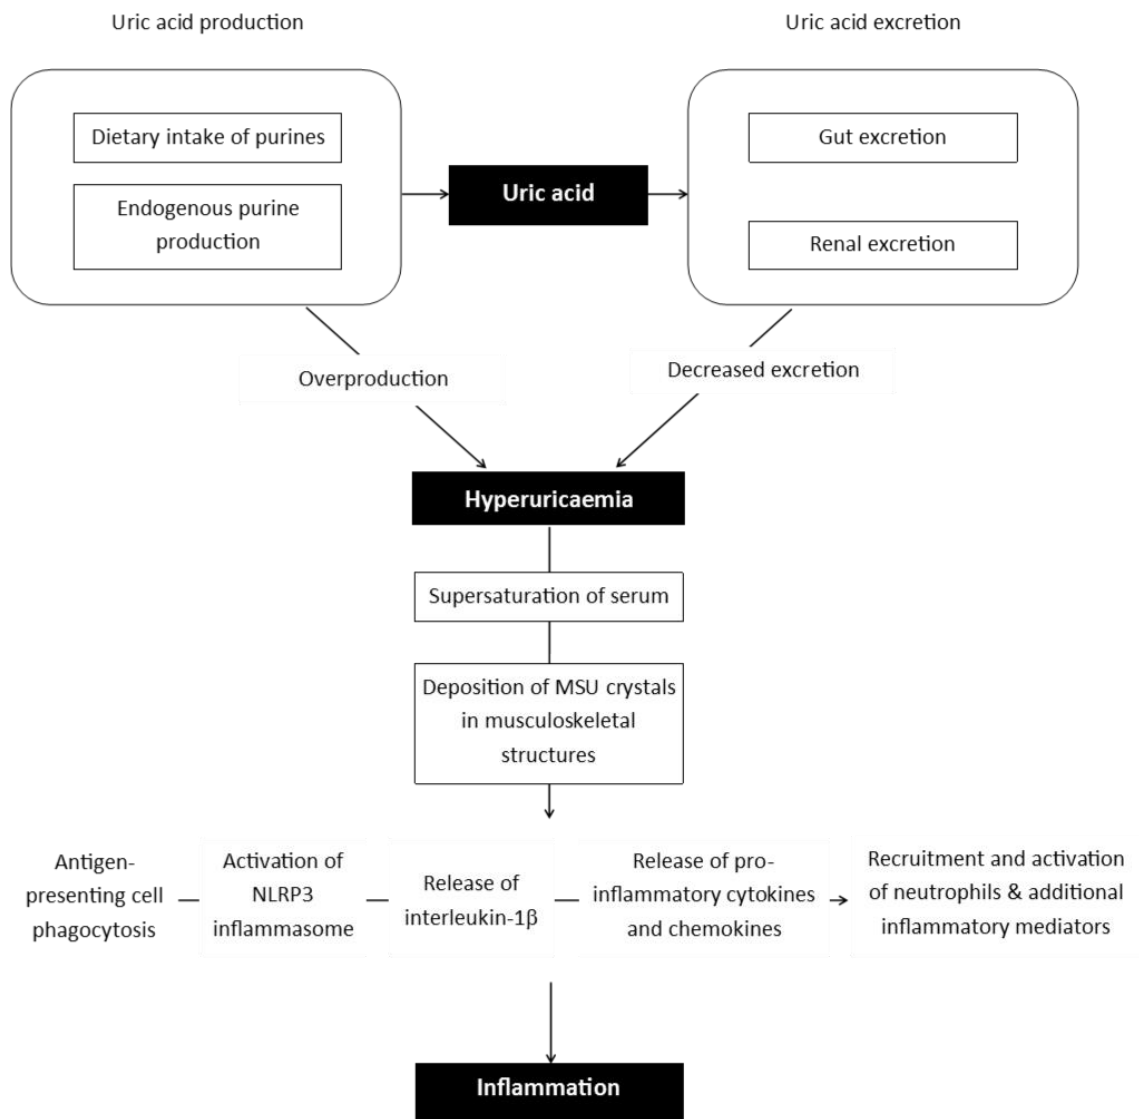 Uric acid production
Uric acid excretion
Dietary intake of purines
Endogenous purine
production
Uric acid
Gut excretion
Renal excretion
Overproduction
Decreased excretion
Hyperuricaemia
Supersaturation of serum
Deposition of MSU crystals
in musculoskeletal
structures
Antigen-
presenting cell
phagocytosis
Activation of
NLRP3
inflammasome
Release of
interleukin-1β
Release of pro-
inflammatory cytokines
and chemokines
Recruitment and activation
of neutrophils & additional
inflammatory mediators
Inflammation